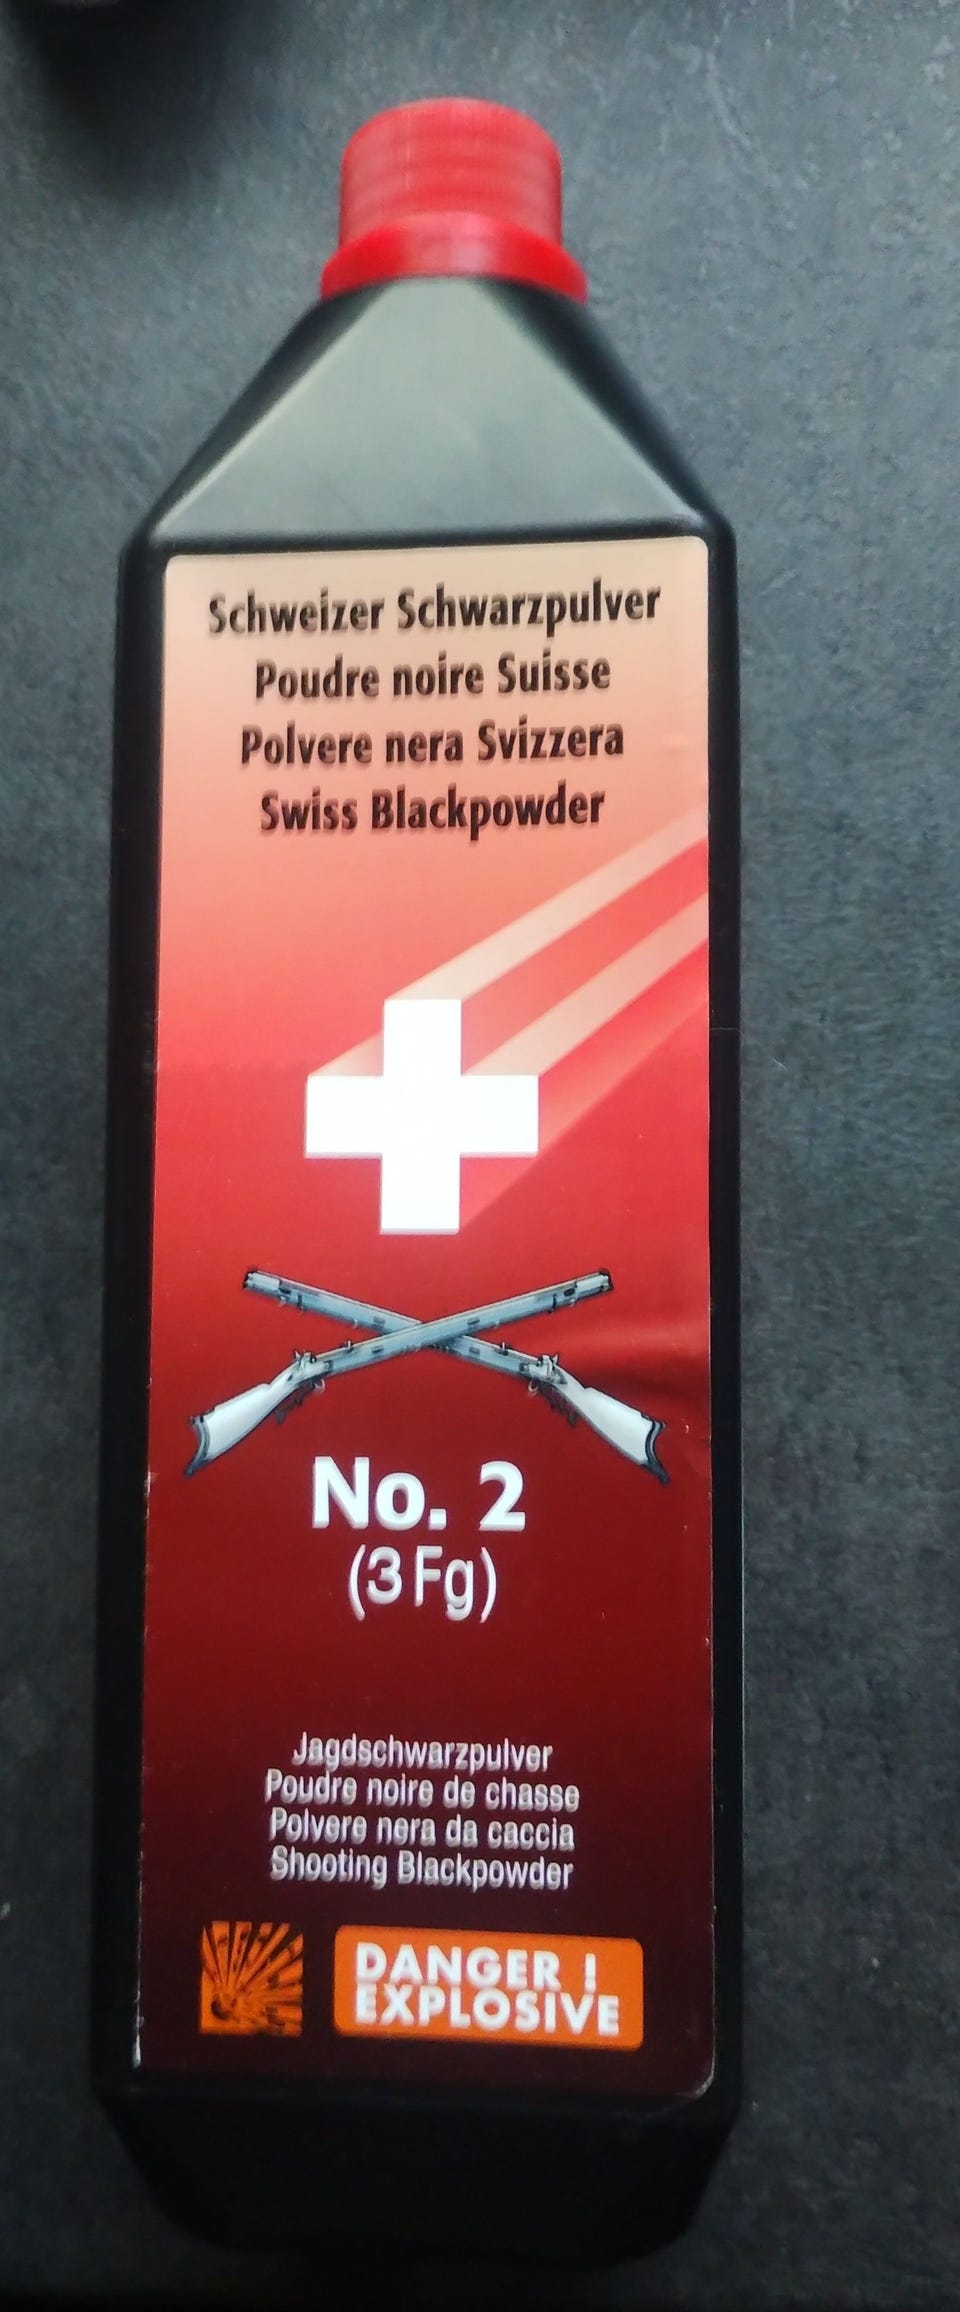 Schweizer Schwarzpulver
Poudre noire Suisse
Polvere nera Svizzera
Swiss Blackpowder
No. 2
(3 Fg)
Jagdschwarzpulver
Poudre noire de chasse
Polvere nera da caccia
Shooting Blackpowder
DANGER !
EXPLOSIVE